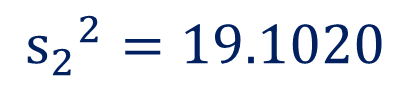 s₂² = 19.1020